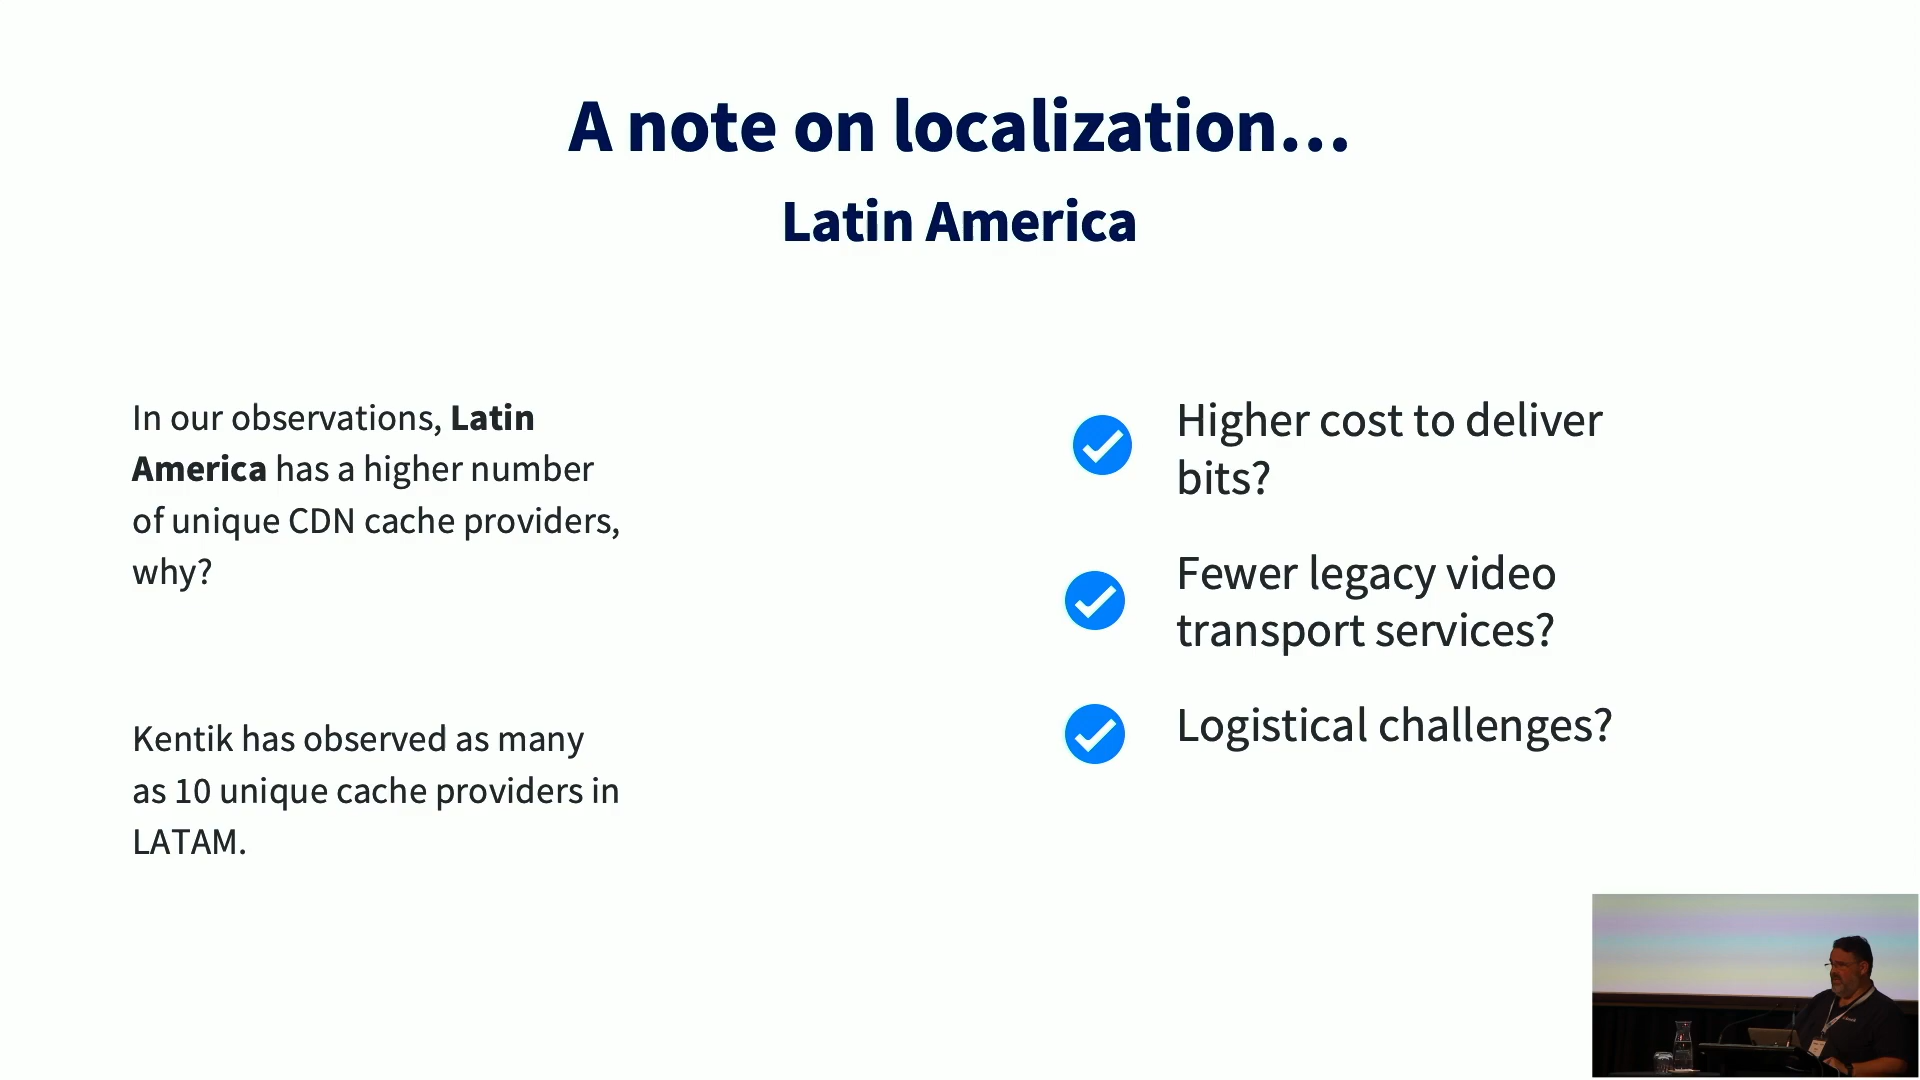 A note on localization...
Latin America
In our observations, Latin
America has a higher number
of unique CDN cache providers,
why?
Kentik has observed as many
as 10 unique cache providers in
LATAM.
Higher cost to deliver
bits?
Fewer legacy video
transport services?
Logistical challenges?